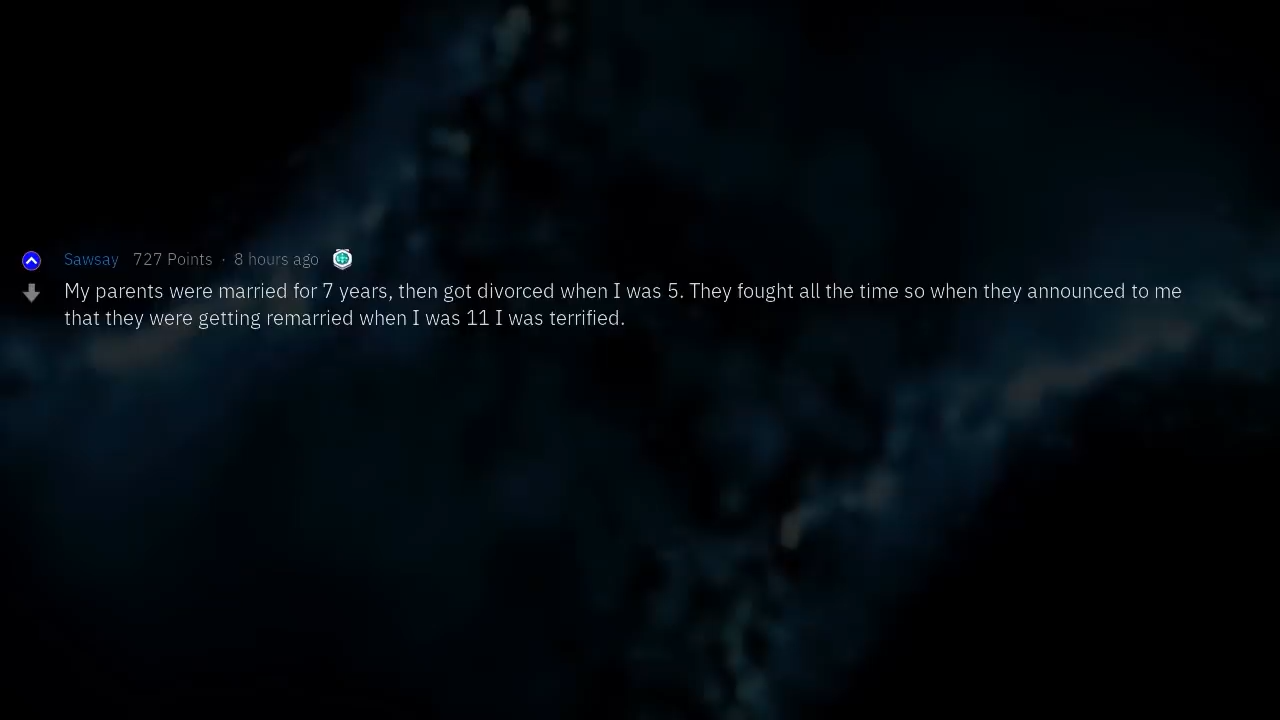 Sawsay 727 Points · 8 hours ago
My parents were married for 7 years, then got divorced when I was 5. They fought all the time so when they announced to me
that they were getting remarried when I was 11 I was terrified.